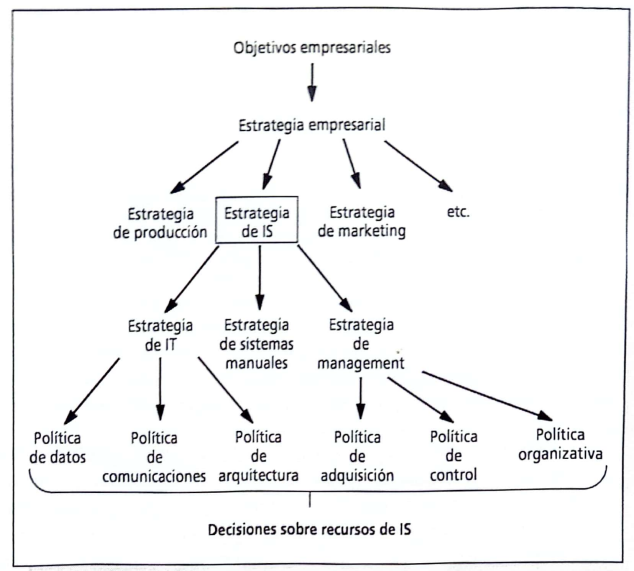 Objetivos empresariales
Estrategia empresarial
Estrategia
de producción
Estrategia
de IS
Estrategia
de marketing
etc.
Estrategia
de IT
Estrategia
de sistemas
manuales
Estrategia
de
management
Política
de datos
Política
de
comunicaciones
Política
de
arquitectura
Política
de
adquisición
Política
de
control
Política
organizativa
Decisiones sobre recursos de IS